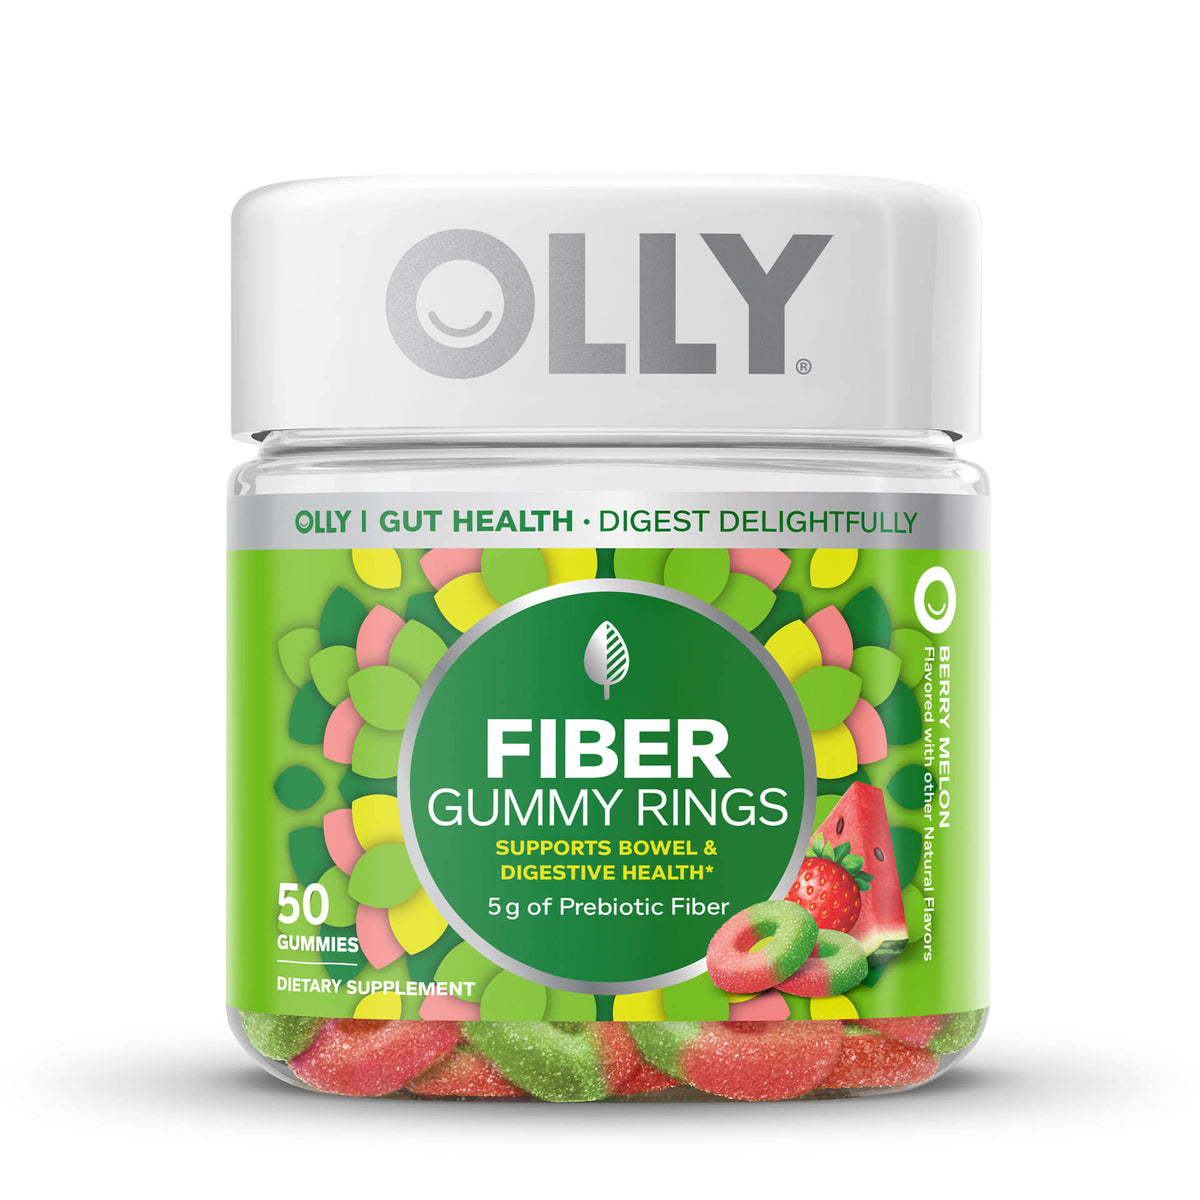 OLLY®
OLLY | GUT HEALTH · DIGEST DELIGHTFULLY
FIBER
GUMMY RINGS
SUPPORTS BOWEL &
DIGESTIVE HEALTH*
5g of Prebiotic Fiber
50
GUMMIES
DIETARY SUPPLEMENT
BERRY MELON
Flavored with other Natural Flavors